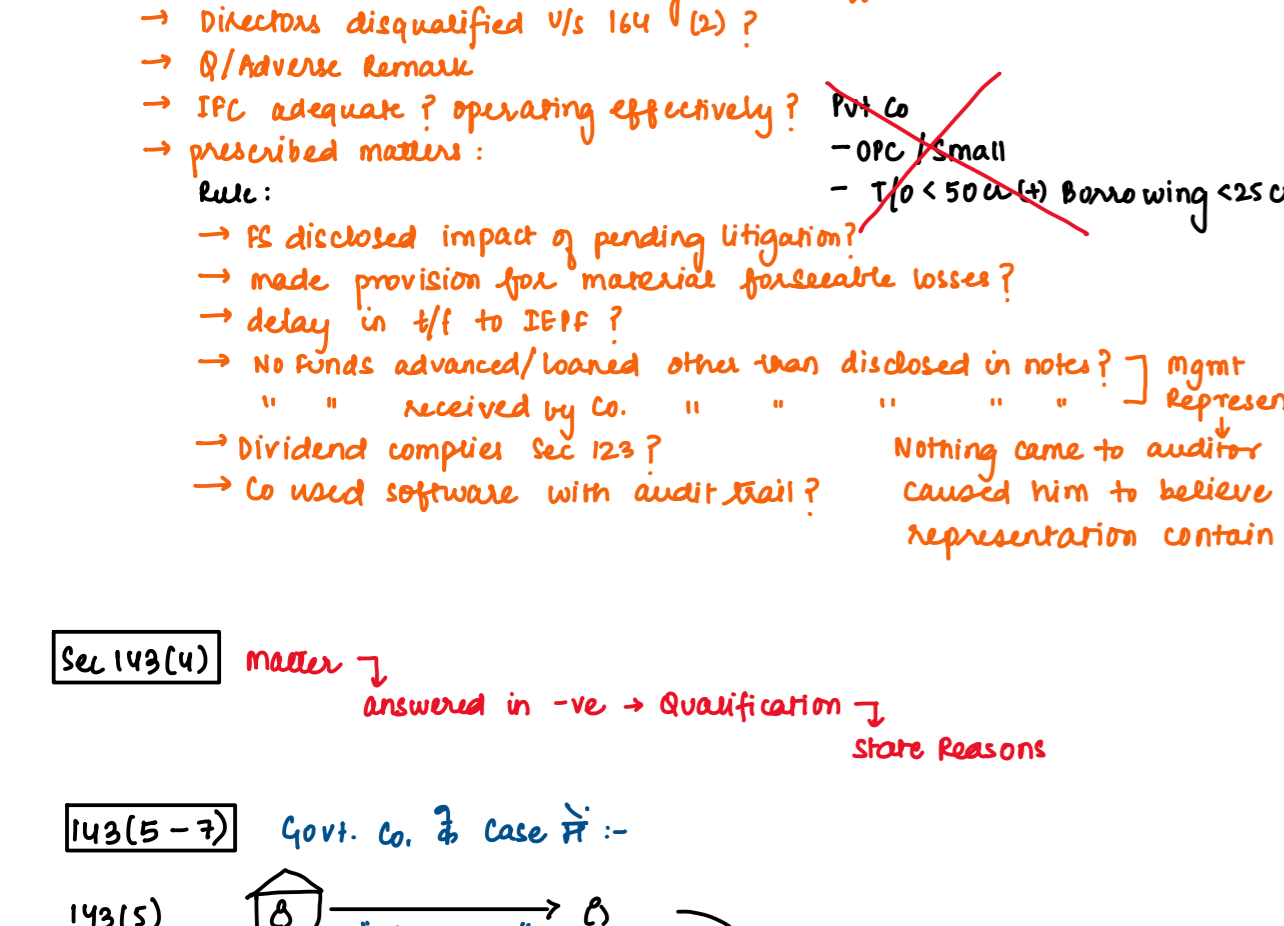 → Directors disqualified u/s 164 (2) ?
→ Q/Adverse Remark
→ IFC adequate ? operating effectively ? Pvt Co
→ prescribed matters : - OPC / Small
Rule : - T/o < 50 cr (+) Borrowing <25 c
→ FS disclosed impact of pending litigation?
→ made provision for material forseeable losses ?
→ delay in t/f to IEPF ?
→ No Funds advanced/loaned other than disclosed in notes ? Mgmt
" " received by Co. " " " " " Represen
→ Dividend complies Sec 123 ? Nothing came to auditor
→ Co used software with audit trail ? caused him to believe
representation contain
Sec 143(4) Matter
answered in -ve → Qualification
State Reasons
143(5-7) Govt. Co. के Case में :-
143(5)